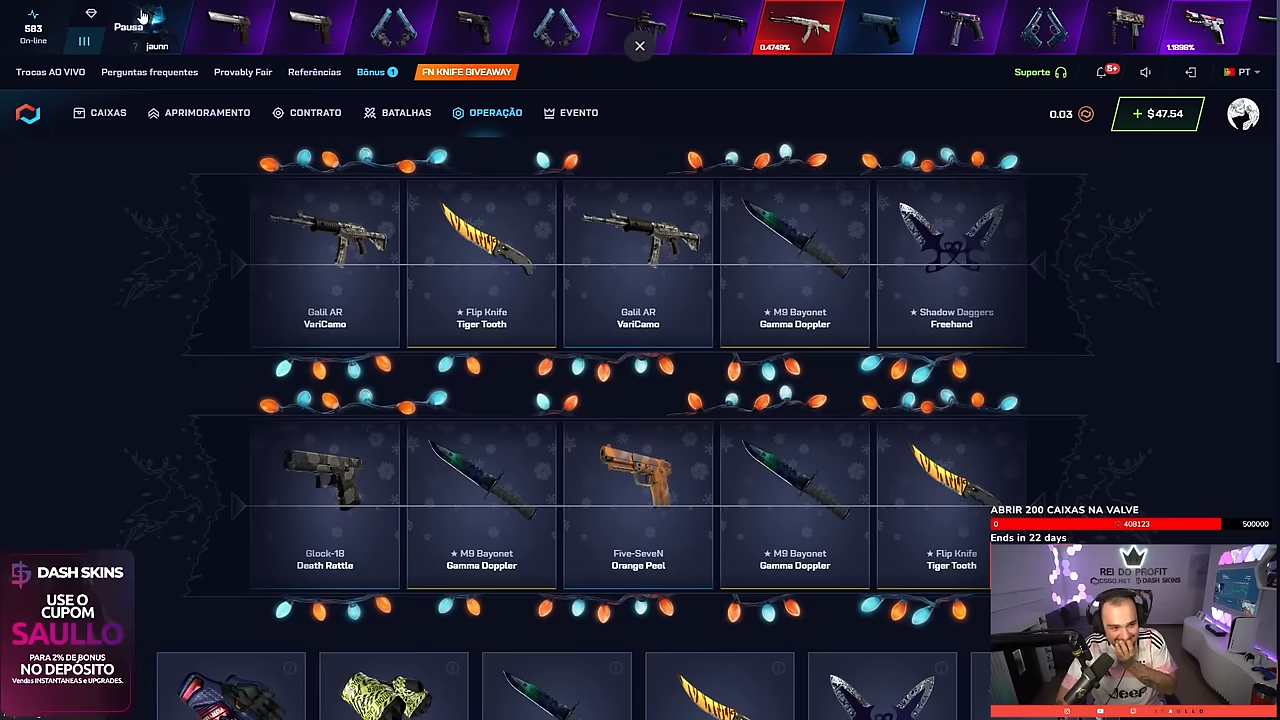 583
On-line
Pausa
? jaunn
0.4749%
1.1898%
Trocas AO VIVO
Perguntas frequentes
Provably Fair
Referências
Bônus 1
FN KNIFE GIVEAWAY
Suporte
5+
PT
CAIXAS
APRIMORAMENTO
CONTRATO
BATALHAS
OPERAÇÃO
EVENTO
0.03
+ $47.54
Galil AR
VariCamo
★ Flip Knife
Tiger Tooth
Galil AR
VariCamo
★ M9 Bayonet
Gamma Doppler
★ Shadow Daggers
Freehand
Glock-18
Death Rattle
★ M9 Bayonet
Gamma Doppler
Five-SeveN
Orange Peel
★ M9 Bayonet
Gamma Doppler
★ Flip Knife
Tiger Tooth
ABRIR 200 CAIXAS NA VALVE
0
408123
500000
Ends in 22 days
REI DO PROFIT
CSGO.NET DASH SKINS
Jeep
DASH SKINS
USE O
CUPOM
SAULLO
PARA 2% DE BONUS
NO DEPÓSITO
Vendas INSTANTANEAS e UPGRADES.